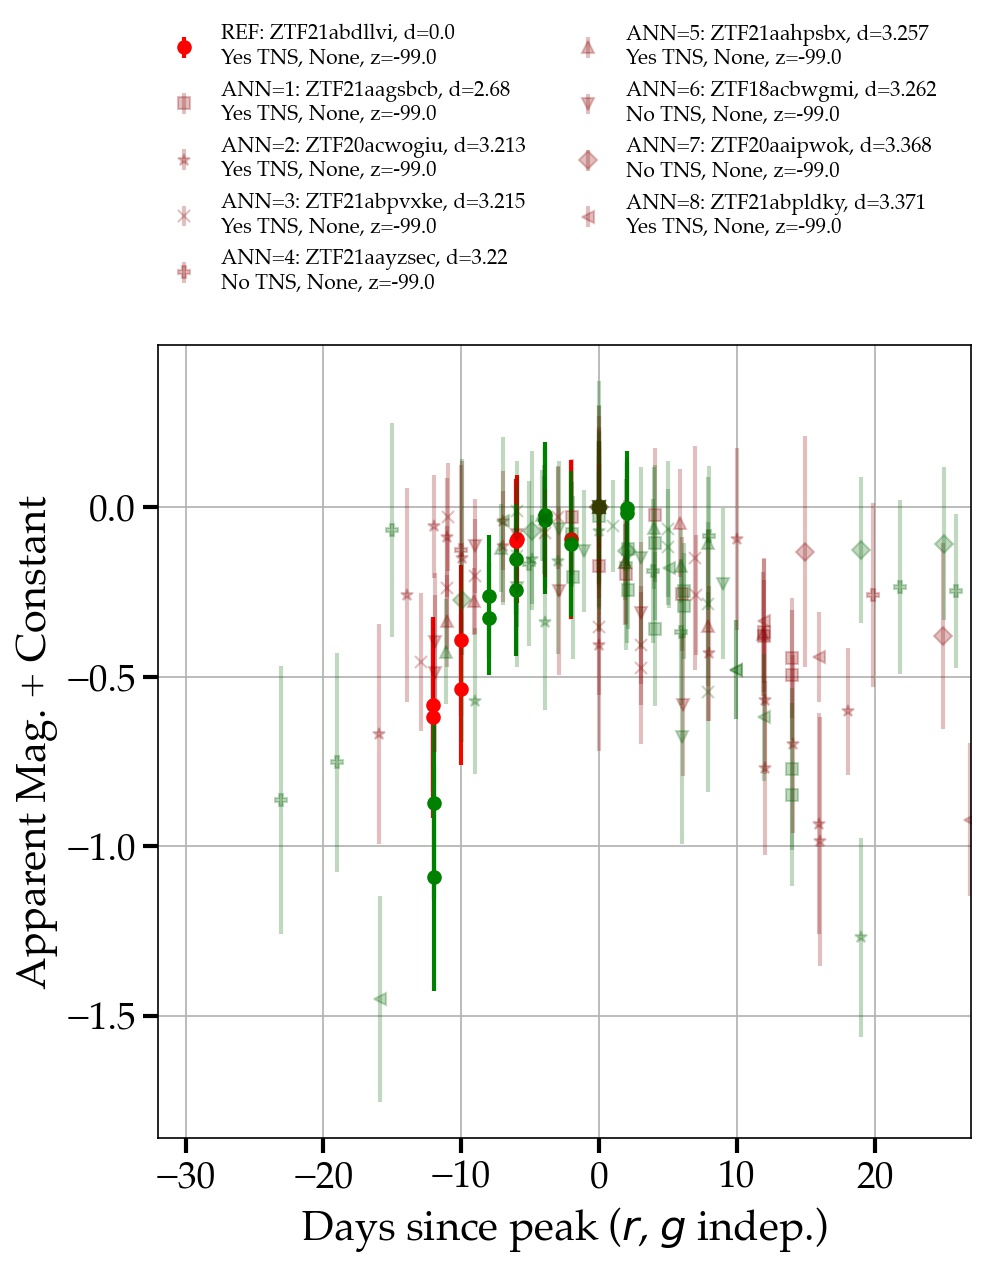 REF: ZTF21abdllvi, d=0.0
Yes TNS, None, z=-99.0
ANN=1: ZTF21aagsbcb, d=2.68
Yes TNS, None, z=-99.0
ANN=2: ZTF20acwogiu, d=3.213
Yes TNS, None, z=-99.0
ANN=3: ZTF21abpvxke, d=3.215
Yes TNS, None, z=-99.0
ANN=4: ZTF21aayzsec, d=3.22
No TNS, None, z=-99.0
ANN=5: ZTF21aahpsbx, d=3.257
Yes TNS, None, z=-99.0
ANN=6: ZTF18acbwgmi, d=3.262
No TNS, None, z=-99.0
ANN=7: ZTF20aaipwok, d=3.368
No TNS, None, z=-99.0
ANN=8: ZTF21abpldky, d=3.371
Yes TNS, None, z=-99.0
Apparent Mag. + Constant
0.0
−0.5
−1.0
−1.5
−30 −20 −10 0 10 20
Days since peak (r, g indep.)